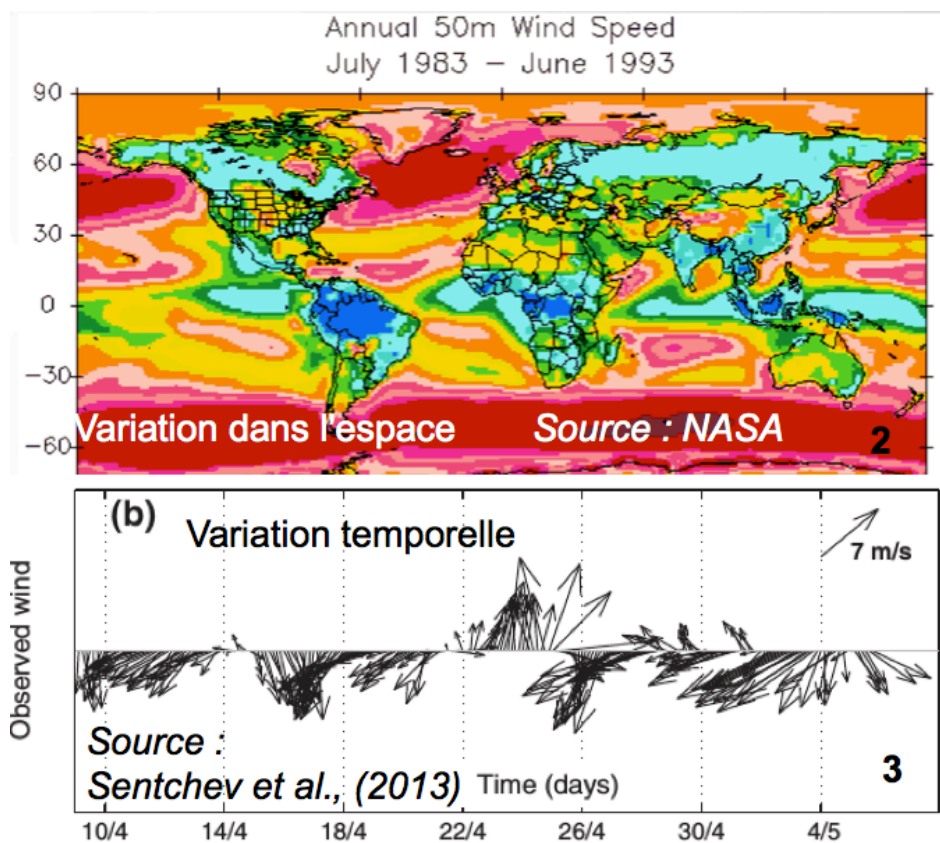 Annual 50m Wind Speed
July 1983 – June 1993
90
60
30
0
−30
−60
Variation dans l'espace
Source : NASA
2
(b)
Variation temporelle
7 m/s
Observed wind
Source :
Sentchev et al., (2013)
Time (days)
3
10/4 14/4 18/4 22/4 26/4 30/4 4/5